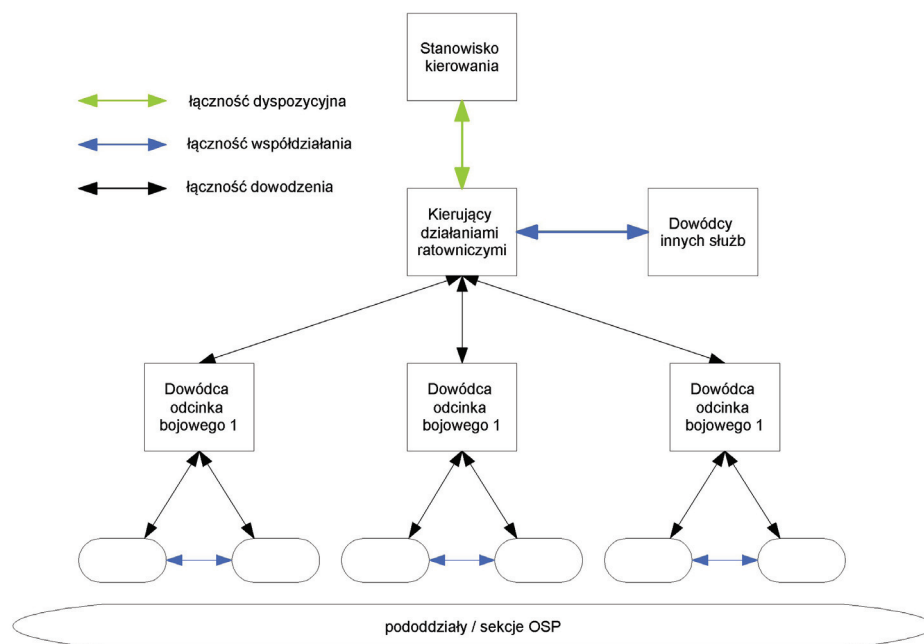 Stanowisko
kierowania
łączność dyspozycyjna
łączność współdziałania
łączność dowodzenia
Kierujący
działaniami
ratowniczymi
Dowódcy
innych służb
Dowódca
odcinka
bojowego 1
Dowódca
odcinka
bojowego 1
Dowódca
odcinka
bojowego 1
pododdziały / sekcje OSP